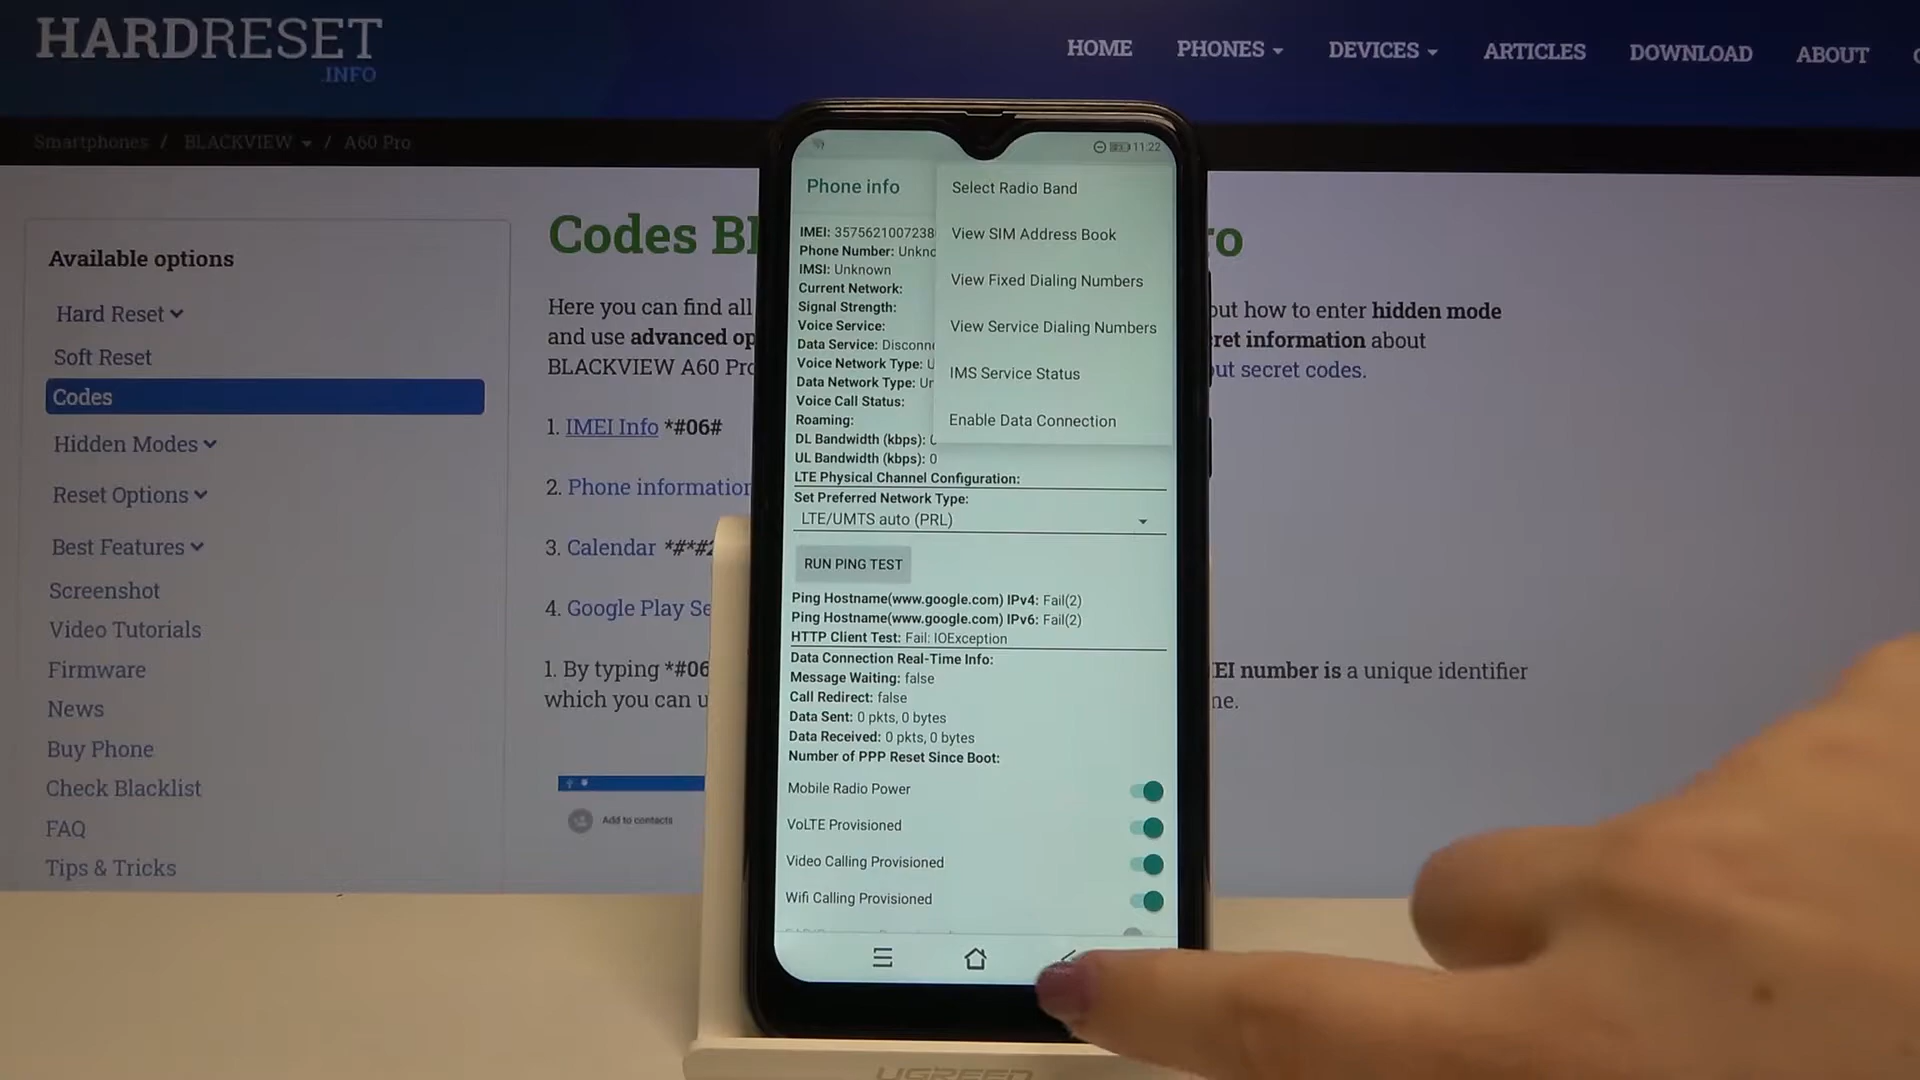 HARDRESET
.INFO
HOME PHONES DEVICES ARTICLES DOWNLOAD ABOUT
Smartphones / BLACKVIEW / A60 Pro
Available options
Hard Reset
Soft Reset
Codes
Hidden Modes
Reset Options
Best Features
Screenshot
Video Tutorials
Firmware
News
Buy Phone
Check Blacklist
FAQ
Tips & Tricks
Codes Bl
ro
Here you can find all
out how to enter hidden mode
and use advanced op
ret information about
BLACKVIEW A60 Pro
out secret codes.
1. IMEI Info *#06#
2. Phone information
3. Calendar *#*#2
4. Google Play Se
1. By typing *#06
EI number is a unique identifier
which you can u
ne.
Add to contacts
11:22
Phone info
Select Radio Band
View SIM Address Book
View Fixed Dialing Numbers
View Service Dialing Numbers
IMS Service Status
Enable Data Connection
IMEI: 3575621007238
Phone Number: Unkno
IMSI: Unknown
Current Network:
Signal Strength:
Voice Service:
Data Service: Disconne
Voice Network Type: U
Data Network Type: Un
Voice Call Status:
Roaming:
DL Bandwidth (kbps): 0
UL Bandwidth (kbps): 0
LTE Physical Channel Configuration:
Set Preferred Network Type:
LTE/UMTS auto (PRL)
RUN PING TEST
Ping Hostname(www.google.com) IPv4: Fail(2)
Ping Hostname(www.google.com) IPv6: Fail(2)
HTTP Client Test: Fail: IOException
Data Connection Real-Time Info:
Message Waiting: false
Call Redirect: false
Data Sent: 0 pkts, 0 bytes
Data Received: 0 pkts, 0 bytes
Number of PPP Reset Since Boot:
Mobile Radio Power
VoLTE Provisioned
Video Calling Provisioned
Wifi Calling Provisioned
UGREEN